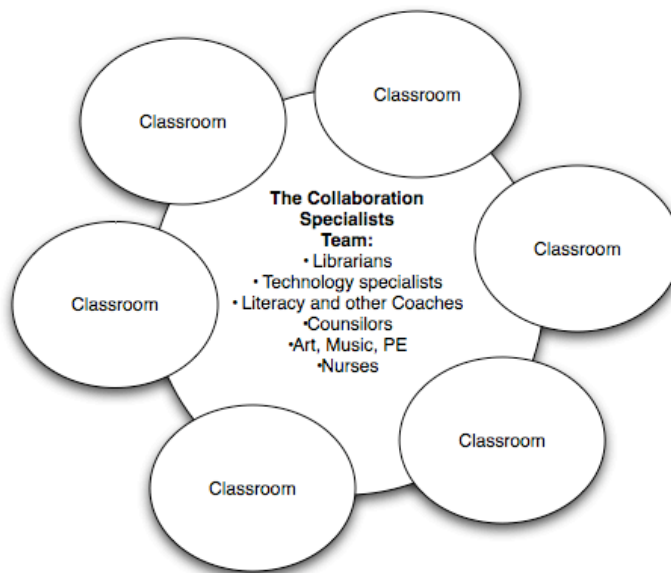 Classroom
Classroom
Classroom
Classroom
The Collaboration
Specialists
Team:
• Librarians
• Technology specialists
• Literacy and other Coaches
•Counsilors
•Art, Music, PE
•Nurses
Classroom
Classroom